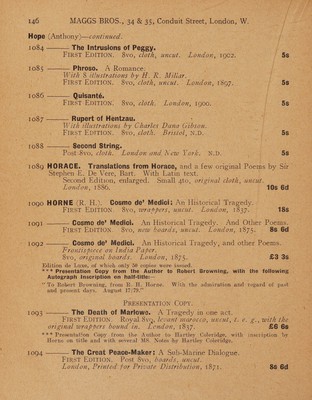 146 MAGGS BROS., 34 & 35, Conduit Street, London, W.
Hope (Anthony)—continued.
1084 ——— The Intrusions of Peggy.
FIRST EDITION. 8vo, cloth, uncut. London, 1902. 5s
1085 ——— Phroso. A Romance.
With 8 illustrations by H. R. Millar.
FIRST EDITION. 8vo, cloth, uncut. London, 1897. 5s
1086 ——— Quisanté.
FIRST EDITION. 8vo, cloth. London, 1900. 5s
1087 ——— Rupert of Hentzau.
With illustrations by Charles Dana Gibson.
FIRST EDITION. 8vo, cloth. Bristol, N.D. 5s
1088 ——— Second String.
Post 8vo, cloth. London and New York. N.D. 5s
1089 HORACE. Translations from Horace, and a few original Poems by Sir
Stephen E. De Vere, Bart. With Latin text.
Second Edition, enlarged. Small 4to, original cloth, uncut.
London, 1886. 10s 6d
1090 HORNE (R. H.). Cosmo de' Medici: An Historical Tragedy.
FIRST EDITION. 8vo, wrappers, uncut. London, 1837. 18s
1091 ——— Cosmo de' Medici. An Historical Tragedy. And Other Poems.
FIRST EDITION. 8vo, new boards, uncut. London, 1875. 8s 6d
1092 ——— Cosmo de' Medici. An Historical Tragedy, and other Poems.
Frontispiece on India Paper.
8vo, original boards. London, 1875. £3 3s
Edition de Luxe, of which only 50 copies were issued.
*** Presentation Copy from the Author to Robert Browning, with the following
Autograph inscription on half-title:—
"To Robert Browning, from R. H. Horne. With the admiration and regard of past
and present days. August 17/79."
PRESENTATION COPY.
1093 ——— The Death of Marlowe. A Tragedy in one act.
FIRST EDITION. Royal 8vo, levant morocco, uncut, t. e. g., with the
original wrappers bound in. London, 1837. £6 6s
*** Presentation Copy from the Author to Hartley Coleridge, with inscription by
Horne on title and with several MS. Notes by Hartley Coleridge.
1094 ——— The Great Peace-Maker: A Sub-Marine Dialogue.
FIRST EDITION. Post 8vo, boards, uncut.
London, Printed for Private Distribution, 1871. 8s 6d